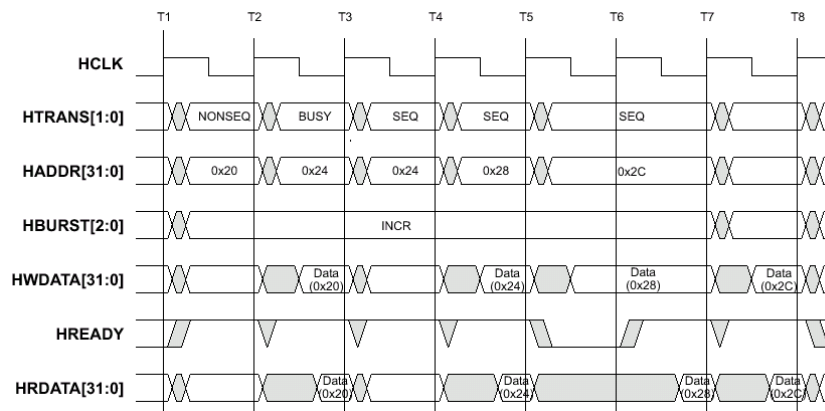 T1 T2 T3 T4 T5 T6 T7 T8
HCLK
HTRANS[1:0] NONSEQ BUSY SEQ SEQ SEQ
HADDR[31:0] 0x20 0x24 0x24 0x28 0x2C
HBURST[2:0] INCR
Data Data Data Data
HWDATA[31:0]
(0x20) (0x24) (0x28) (0x2C)
HREADY
Data Data Data Data
HRDATA[31:0]
(0x20) (0x24) (0x28) (0x2C)